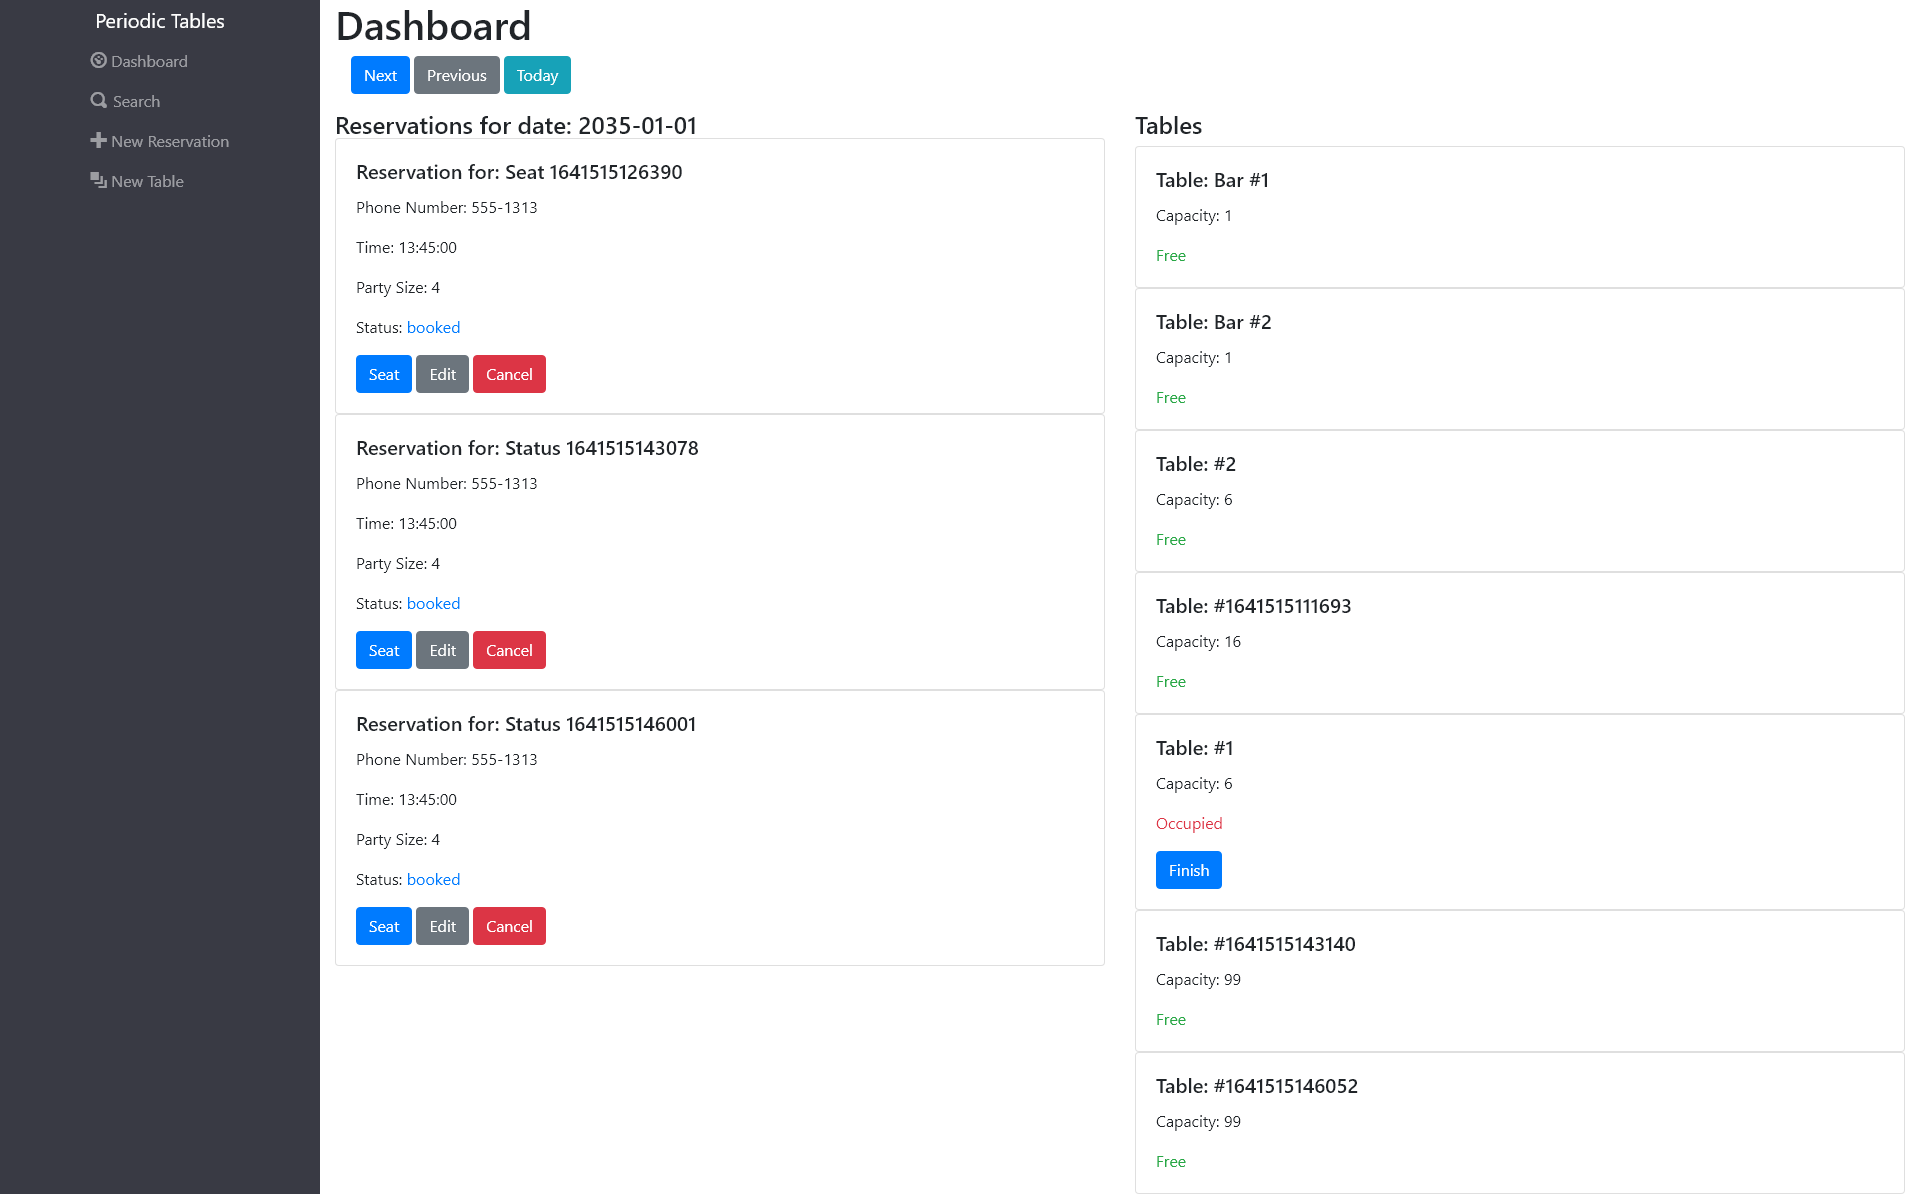 Periodic Tables
Dashboard
Search
New Reservation
New Table
Dashboard
Next Previous Today
Reservations for date: 2035-01-01
Reservation for: Seat 1641515126390
Phone Number: 555-1313
Time: 13:45:00
Party Size: 4
Status: booked
Seat Edit Cancel
Reservation for: Status 1641515143078
Phone Number: 555-1313
Time: 13:45:00
Party Size: 4
Status: booked
Seat Edit Cancel
Reservation for: Status 1641515146001
Phone Number: 555-1313
Time: 13:45:00
Party Size: 4
Status: booked
Seat Edit Cancel
Tables
Table: Bar #1
Capacity: 1
Free
Table: Bar #2
Capacity: 1
Free
Table: #2
Capacity: 6
Free
Table: #1641515111693
Capacity: 16
Free
Table: #1
Capacity: 6
Occupied
Finish
Table: #1641515143140
Capacity: 99
Free
Table: #1641515146052
Capacity: 99
Free